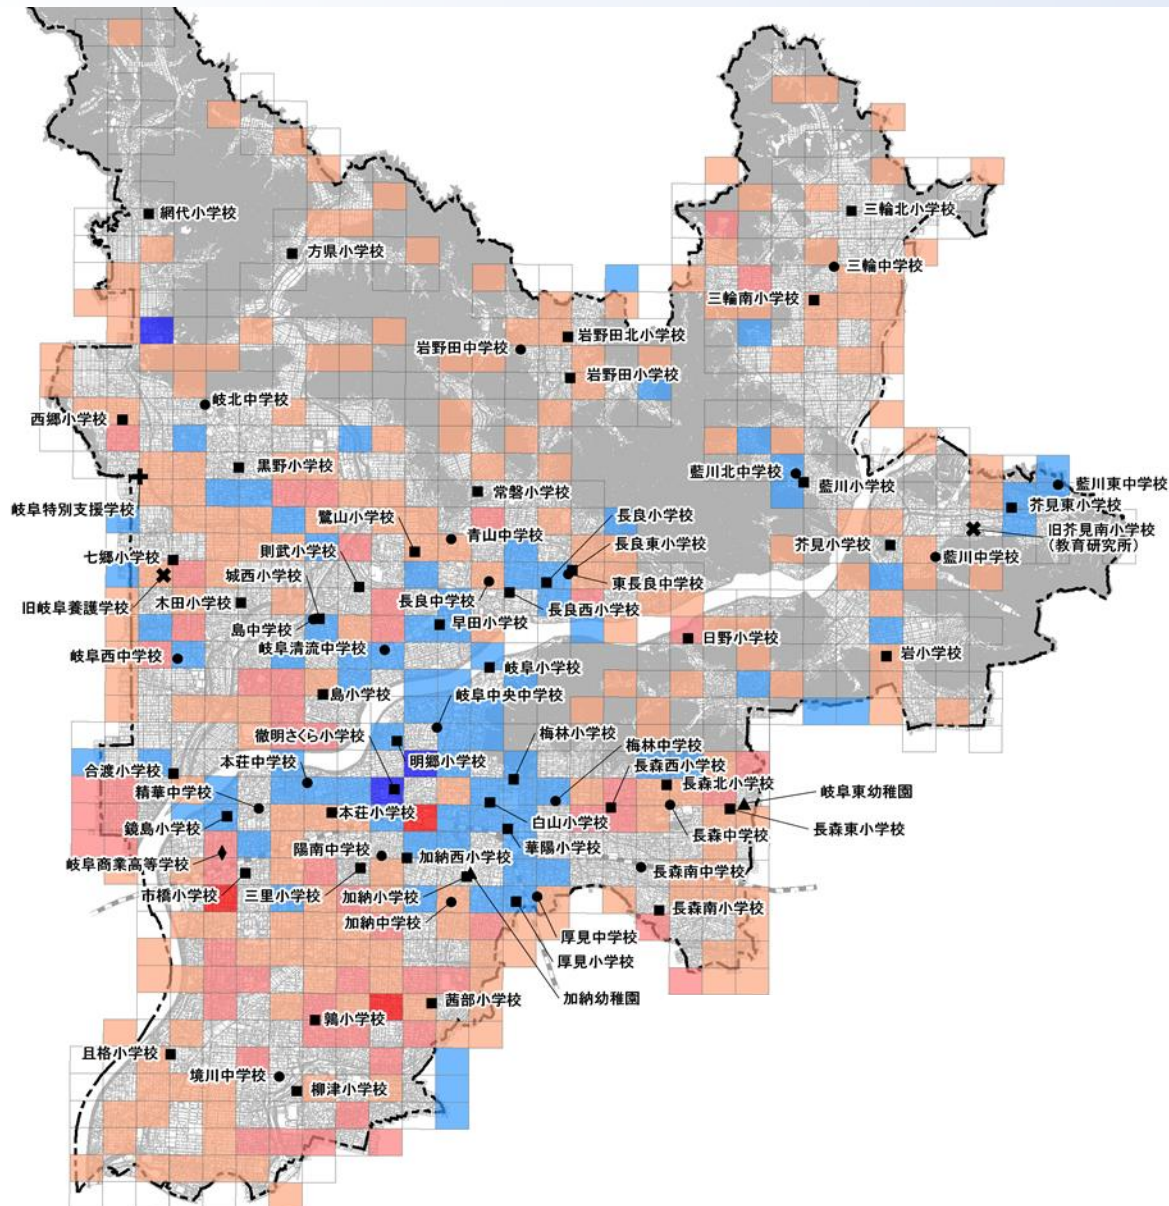 網代小学校
三輪北小学校
方県小学校
三輪中学校
三輪南小学校
岩野田北小学校
岩野田中学校
岩野田小学校
岐北中学校
西郷小学校
黒野小学校
藍川北中学校
藍川小学校
藍川東中学校
常磐小学校
芥見東小学校
岐阜特別支援学校
鷺山小学校
長良小学校
旧芥見南小学校
(教育研究所)
青山中学校
長良東小学校
芥見小学校
七郷小学校
則武小学校
藍川中学校
城西小学校
東長良中学校
長良中学校
長良西小学校
旧岐阜養護学校
木田小学校
島中学校
早田小学校
日野小学校
岐阜清流中学校
岐阜西中学校
岩小学校
岐阜小学校
島小学校
岐阜中央中学校
徹明さくら小学校
梅林小学校
梅林中学校
本荘中学校
明郷小学校
長森西小学校
合渡小学校
長森北小学校
精華中学校
岐阜東幼稚園
本荘小学校
白山小学校
鏡島小学校
長森中学校
長森東小学校
華陽小学校
陽南中学校
加納西小学校
岐阜商業高等学校
長森南中学校
市橋小学校
三里小学校
加納小学校
加納中学校
長森南小学校
厚見中学校
厚見小学校
加納幼稚園
茜部小学校
鶉小学校
且格小学校
境川中学校
柳津小学校